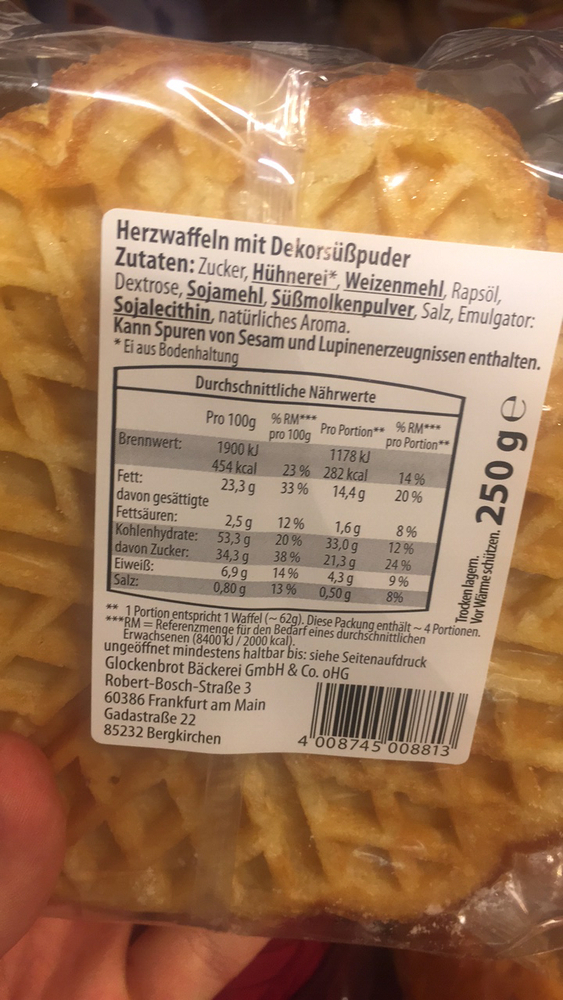 Herzwaffeln mit Dekorsüßpuder
Zutaten: Zucker, Hühnerei*, Weizenmehl, Rapsöl,
Dextrose, Sojamehl, Süßmolkenpulver, Salz, Emulgator:
Sojalecithin, natürliches Aroma.
Kann Spuren von Sesam und Lupinenerzeugnissen enthalten.
* Ei aus Bodenhaltung
Durchschnittliche Nährwerte
Pro 100g % RM*** pro 100g Pro Portion** % RM*** pro Portion**
Brennwert: 1900 kJ 1178 kJ
454 kcal 23 % 282 kcal 14 %
Fett: 23,3 g 33 % 14,4 g 20 %
davon gesättigte
Fettsäuren: 2,5 g 12 % 1,6 g 8 %
Kohlenhydrate: 53,3 g 20 % 33,0 g 12 %
davon Zucker: 34,3 g 38 % 21,3 g 24 %
Eiweiß: 6,9 g 14 % 4,3 g 9 %
Salz: 0,80 g 13 % 0,50 g 8%
** 1 Portion entspricht 1 Waffel (~ 62g). Diese Packung enthält ~ 4 Portionen.
***RM = Referenzmenge für den Bedarf eines durchschnittlichen
Erwachsenen (8400 kJ / 2000 kcal).
ungeöffnet mindestens haltbar bis: siehe Seitenaufdruck
Glockenbrot Bäckerei GmbH & Co. oHG
Robert-Bosch-Straße 3
60386 Frankfurt am Main
Gadastraße 22
85232 Bergkirchen
4 008745 008813
Trocken lagern.
Vor Wärme schützen.
250 g e